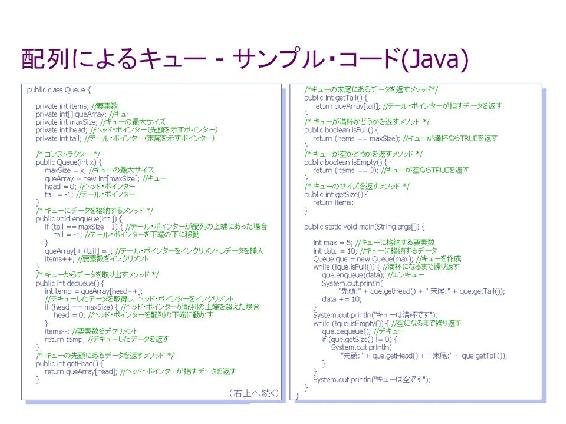 配列によるキュー - サンプル・コード(Java)
public class Queue {
private int items; //要素数
private int[] queArray; //キュー
private int maxSize; //キューの最大サイズ
private int head; //ヘッド・ポインター(先頭を示すポインター)
private int tail; //テール・ポインター(末尾を示すポインター)
/* コンストラクター */
public Queue(int x) {
maxSize = x; //キューの最大サイズ
queArray = new int[maxSize]; //キュー
head = 0; //ヘッド・ポインター
tail = -1; //テール・ポインター
}
/* キューにデータを格納するメソッド */
public void enqueue(int j) {
if (tail == maxSize - 1) { //テール・ポインターが配列の上端にあった場合
tail = -1; //テール・ポインターを下端の下に移動
}
queArray[++tail] = j; //テール・ポインターをインクリメントしデータを挿入
items++; //要素数をインクリメント
}
/* キューからデータを取り出すメソッド */
public int dequeue() {
int temp = queArray[head++];
//デキューしたデータを取得し、ヘッド・ポインターをインクリメント
if (head == maxSize) { //ヘッド・ポインターが配列の上端を越えた場合
head = 0; //ヘッド・ポインターを配列の下端に動かす
}
items--; //要素数をデクリメント
return temp; //デキューしたデータを返す
}
/* キューの先頭にあるデータを返すメソッド */
public int getHead() {
return queArray[head]; //ヘッド・ポインターが指すデータを返す
}
(右上へ続く)
/*キューの末尾にあるデータを返すメソッド*/
public int getTail() {
return queArray[tail]; //テール・ポインターが指すデータを返す
}
/* キューが満杯かどうかを返すメソッド */
public boolean isFull() {
return (items == maxSize); //キューが満杯ならTRUEを返す
}
/* キューが空かどうかを返すメソッド */
public boolean isEmpty() {
return (items == 0); //キューが空ならTRUEを返す
}
/* キューのサイズを返すメソッド */
public int getSize() {
return items;
}
public static void main(String args[]) {
int max = 5; //キューに格納する要素数
int data = 10; //キューに格納するデータ
Queue que = new Queue(max); //キューを作成
while (!que.isFull()) { //満杯になるまで繰り返す
que.enqueue(data); //エンキュー
System.out.println(
"先頭:" + que.getHead() + " 末尾:" + que.getTail());
data += 10;
}
System.out.println("キューは満杯です");
while (!que.isEmpty()) { //空になるまで繰り返す
que.dequeue(); //デキュー
if (que.getSize() != 0) {
System.out.println(
"先頭:" + que.getHead() + " 末尾:" + que.getTail());
}
}
System.out.println("キューは空です");
}
}